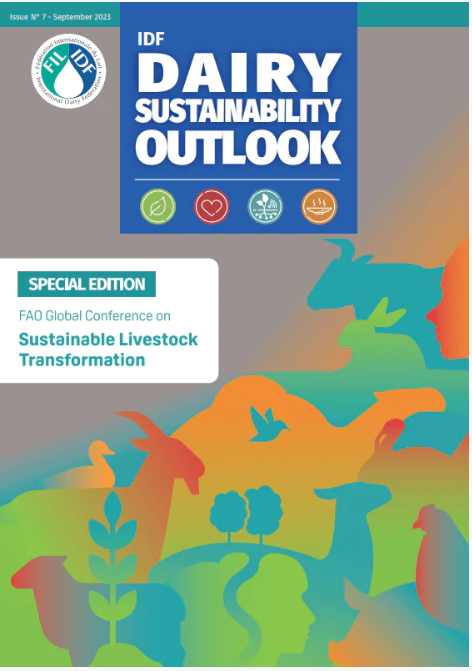 Issue N° 7 - September 2023
Fédération Internationale du Lait
FIL IDF
International Dairy Federation
IDF
DAIRY
SUSTAINABILITY
OUTLOOK
SPECIAL EDITION
FAO Global Conference on
Sustainable Livestock
Transformation